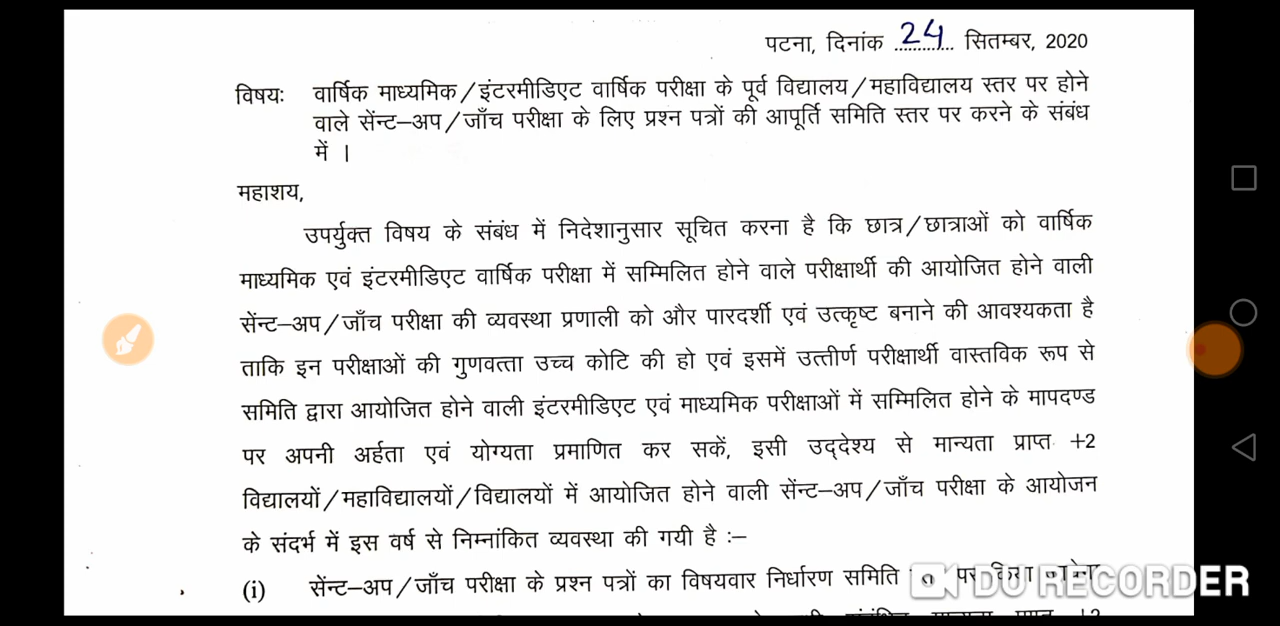 पटना, दिनांक 24 सितम्बर, 2020
विषयः वार्षिक माध्यमिक/इंटरमीडिएट वार्षिक परीक्षा के पूर्व विद्यालय/महाविद्यालय स्तर पर होने
वाले सेंन्ट–अप/जाँच परीक्षा के लिए प्रश्न पत्रों की आपूर्ति समिति स्तर पर करने के संबंध
में ।
महाशय,
उपर्युक्त विषय के संबंध में निदेशानुसार सूचित करना है कि छात्र/छात्राओं को वार्षिक
माध्यमिक एवं इंटरमीडिएट वार्षिक परीक्षा में सम्मिलित होने वाले परीक्षार्थी की आयोजित होने वाली
सेंन्ट–अप/जाँच परीक्षा की व्यवस्था प्रणाली को और पारदर्शी एवं उत्कृष्ट बनाने की आवश्यकता है
ताकि इन परीक्षाओं की गुणवत्ता उच्च कोटि की हो एवं इसमें उत्तीर्ण परीक्षार्थी वास्तविक रूप से
समिति द्वारा आयोजित होने वाली इंटरमीडिएट एवं माध्यमिक परीक्षाओं में सम्मिलित होने के मापदण्ड
पर अपनी अर्हता एवं योग्यता प्रमाणित कर सकें, इसी उद्देश्य से मान्यता प्राप्त +2
विद्यालयों/महाविद्यालयों/विद्यालयों में आयोजित होने वाली सेंन्ट–अप/जाँच परीक्षा के आयोजन
के संदर्भ में इस वर्ष से निम्नांकित व्यवस्था की गयी है :–
(i) सेंन्ट–अप/जाँच परीक्षा के प्रश्न पत्रों का विषयवार निर्धारण समिति पर किया
DU RECORDER